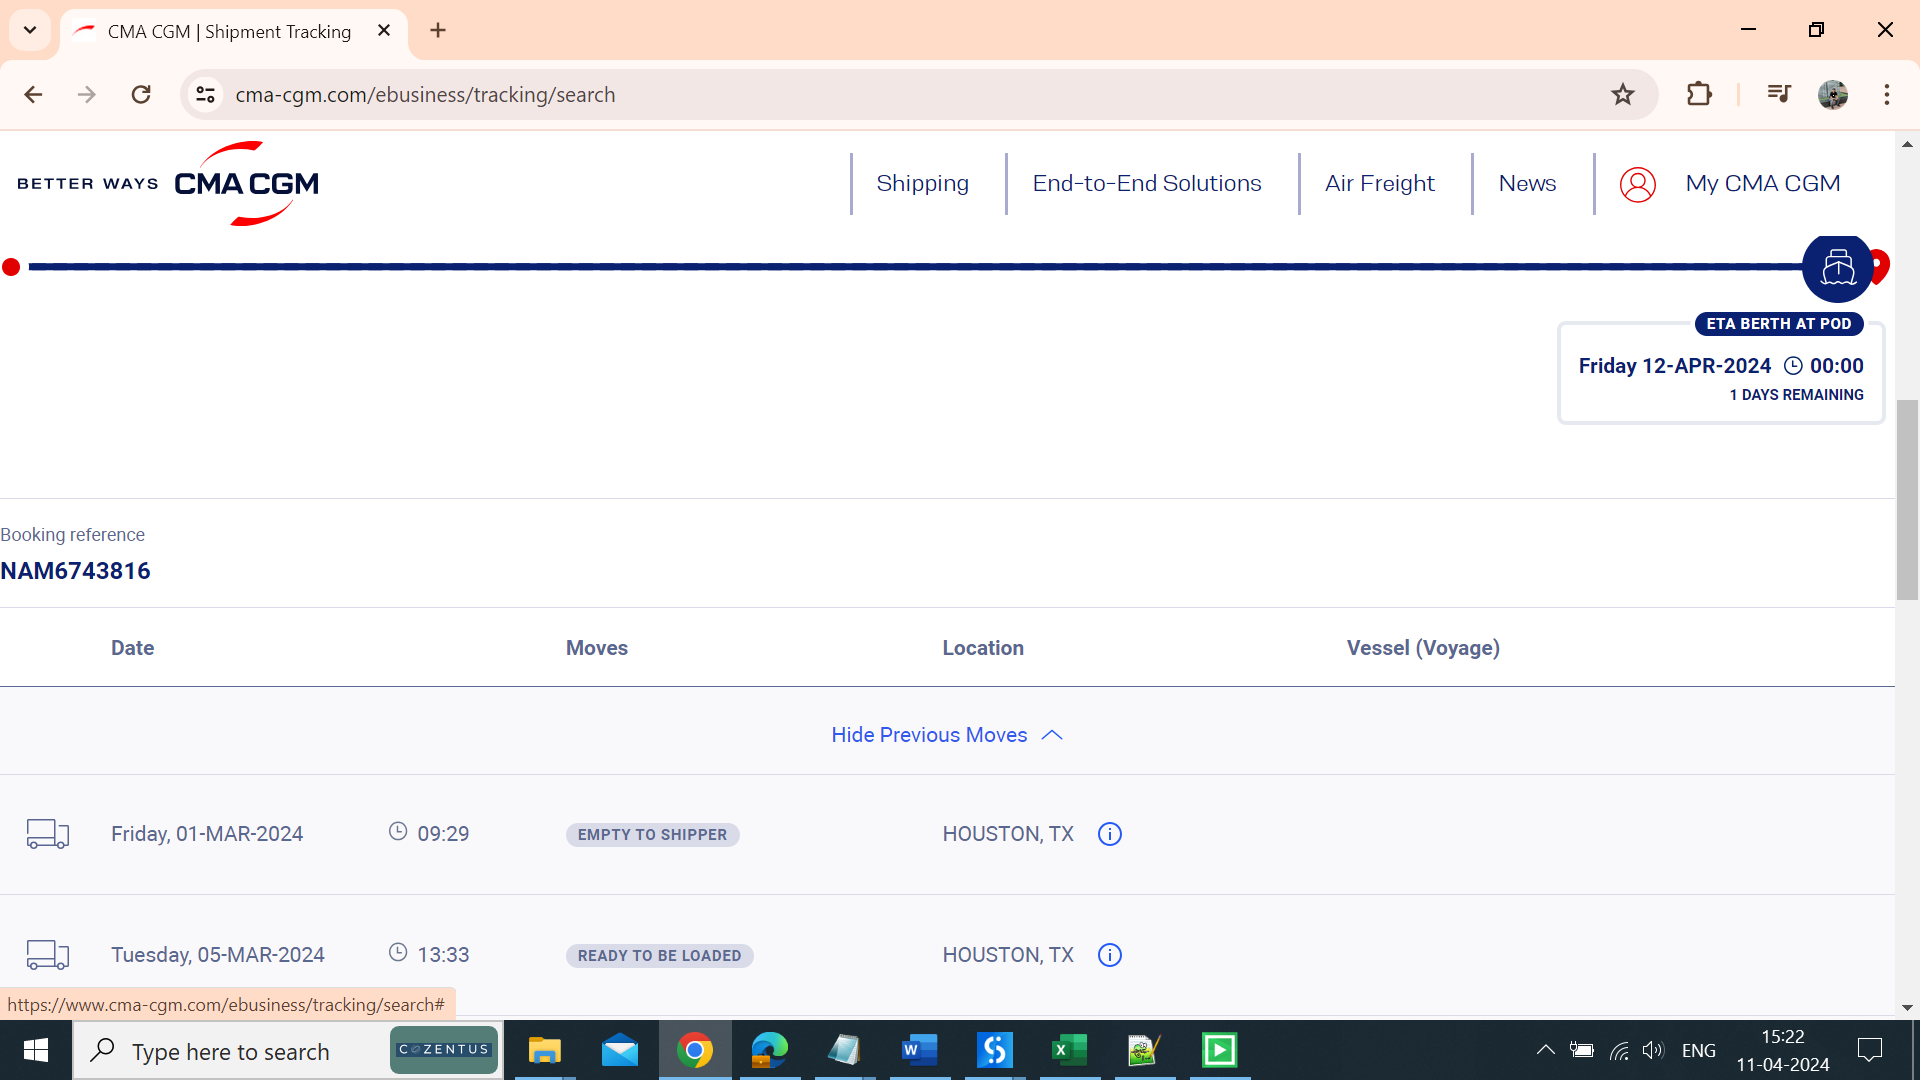 CMA CGM | Shipment Tracking
cma-cgm.com/ebusiness/tracking/search
BETTER WAYS CMA CGM
Shipping
End-to-End Solutions
Air Freight
News
My CMA CGM
ETA BERTH AT POD
Friday 12-APR-2024 00:00
1 DAYS REMAINING
Booking reference
NAM6743816
Date Moves Location Vessel (Voyage)
Hide Previous Moves
Friday, 01-MAR-2024 09:29 EMPTY TO SHIPPER HOUSTON, TX
Tuesday, 05-MAR-2024 13:33 READY TO BE LOADED HOUSTON, TX
https://www.cma-cgm.com/ebusiness/tracking/search#
Type here to search
COZENTUS
ENG
15:22
11-04-2024